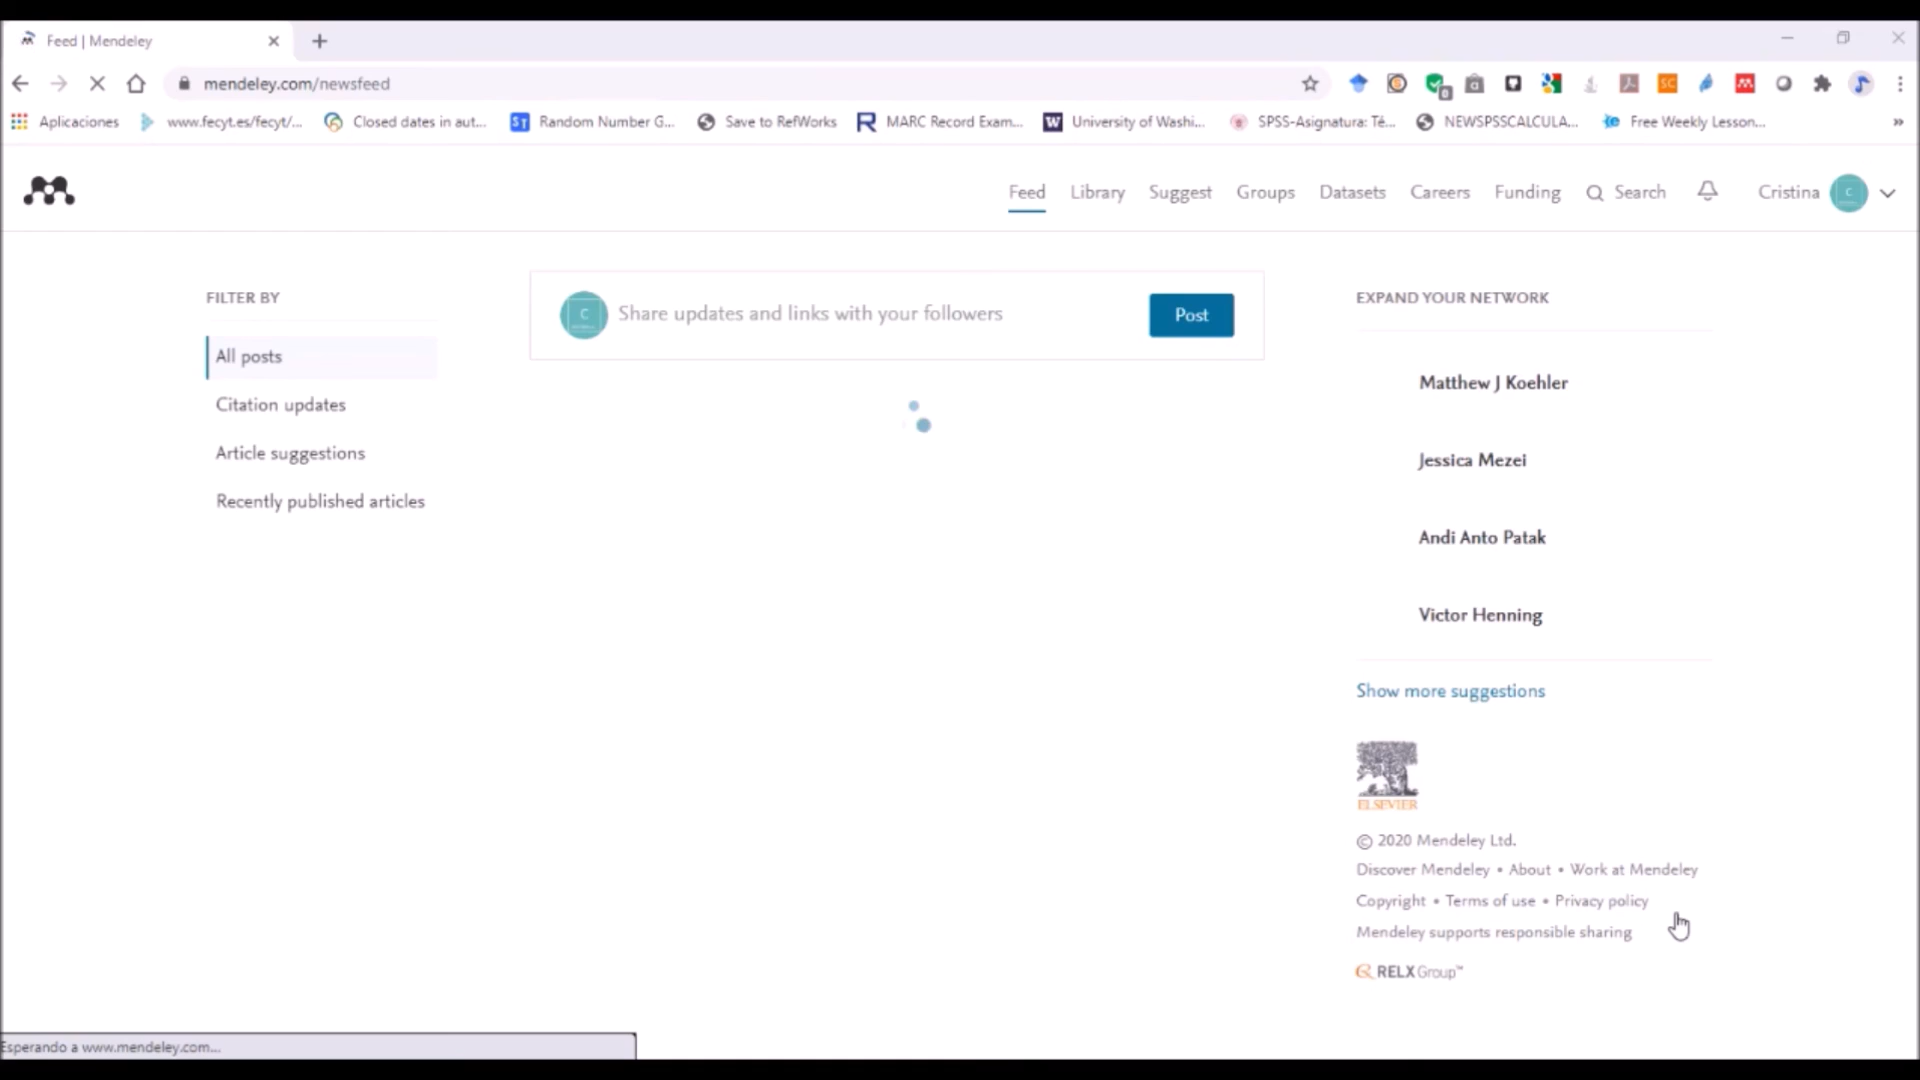 Feed | Mendeley
mendeley.com/newsfeed
Aplicaciones www.fecyt.es/fecyt/... Closed dates in aut... Random Number G... Save to RefWorks MARC Record Exam... University of Washi... SPSS-Asignatura: Té... NEWSPSSCALCULA... Free Weekly Lesson... »
Feed Library Suggest Groups Datasets Careers Funding Search Cristina C
FILTER BY
All posts
Citation updates
Article suggestions
Recently published articles
C Share updates and links with your followers Post
EXPAND YOUR NETWORK
Matthew J Koehler
Jessica Mezei
Andi Anto Patak
Victor Henning
Show more suggestions
ELSEVIER
© 2020 Mendeley Ltd.
Discover Mendeley • About • Work at Mendeley
Copyright • Terms of use • Privacy policy
Mendeley supports responsible sharing
RELX Group™
Esperando a www.mendeley.com...